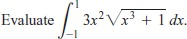 Evaluate ∫_{-1}^{1} 3x²√(x³ + 1) dx.